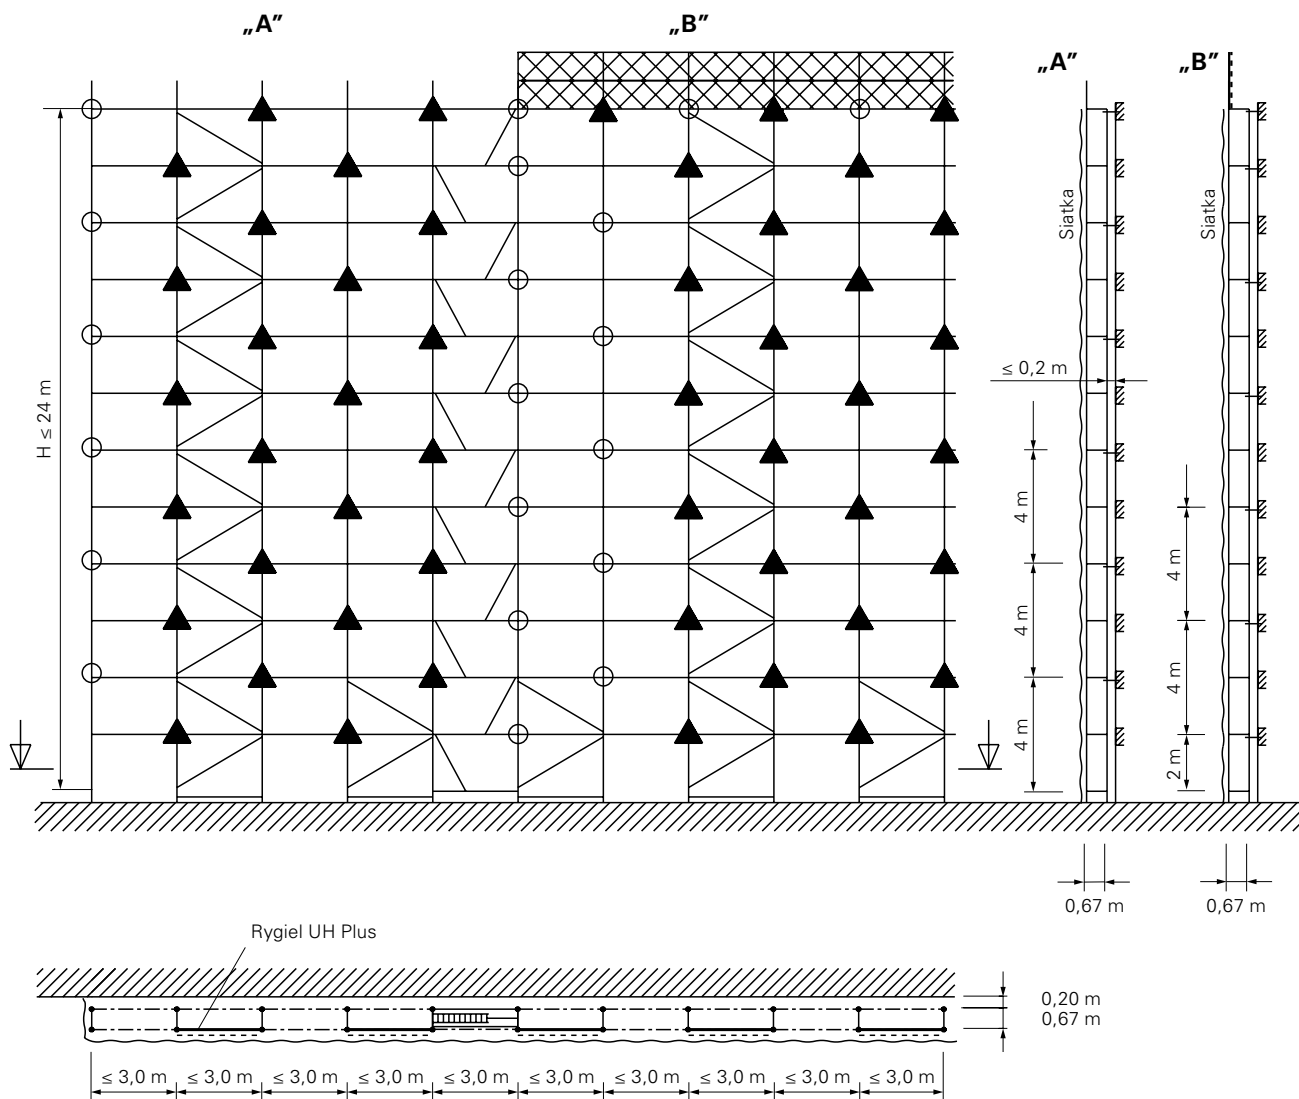 „A”
„B”
„A”
„B”
Siatka
Siatka
H ≤ 24 m
≤ 0,2 m
4 m
4 m
4 m
4 m
4 m
2 m
0,67 m
0,67 m
Rygiel UH Plus
0,20 m
0,67 m
≤ 3,0 m
≤ 3,0 m
≤ 3,0 m
≤ 3,0 m
≤ 3,0 m
≤ 3,0 m
≤ 3,0 m
≤ 3,0 m
≤ 3,0 m
≤ 3,0 m